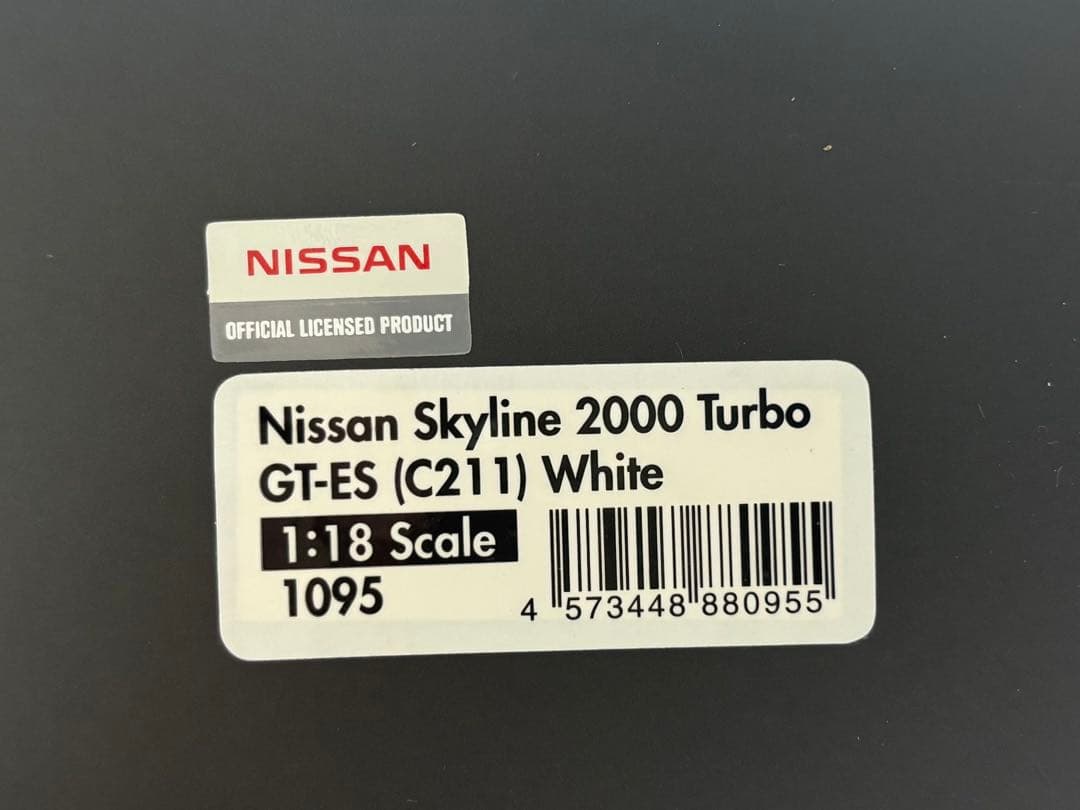 NISSAN
OFFICIAL LICENSED PRODUCT
Nissan Skyline 2000 Turbo
GT-ES (C211) White
1:18 Scale
1095
4 573448 880955